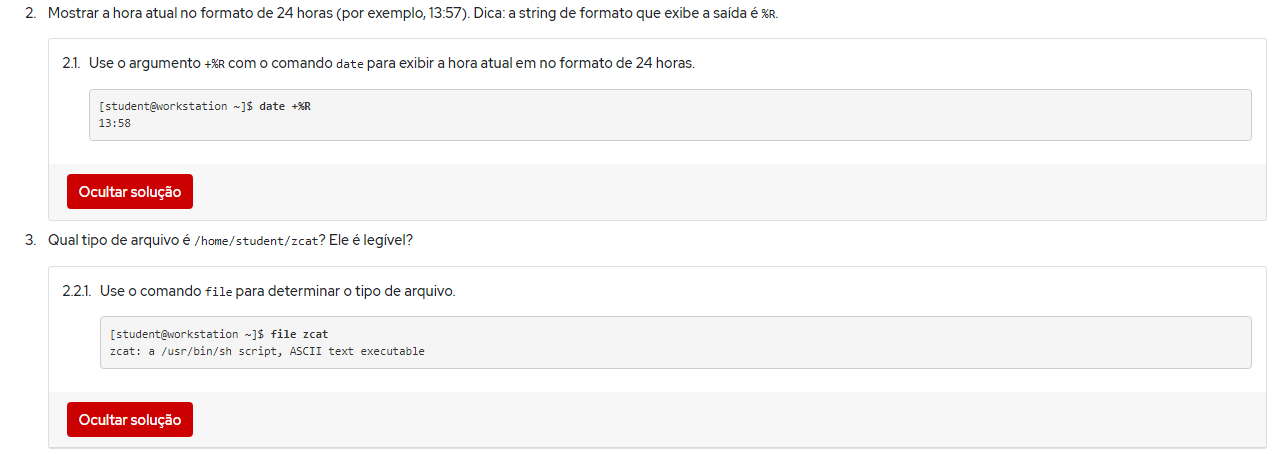 2. Mostrar a hora atual no formato de 24 horas (por exemplo, 13:57). Dica: a string de formato que exibe a saída é %R.
2.1. Use o argumento +%R com o comando date para exibir a hora atual em no formato de 24 horas.
[student@workstation ~]$ date +%R
13:58
Ocultar solução
3. Qual tipo de arquivo é /home/student/zcat? Ele é legível?
2.2.1. Use o comando file para determinar o tipo de arquivo.
[student@workstation ~]$ file zcat
zcat: a /usr/bin/sh script, ASCII text executable
Ocultar solução